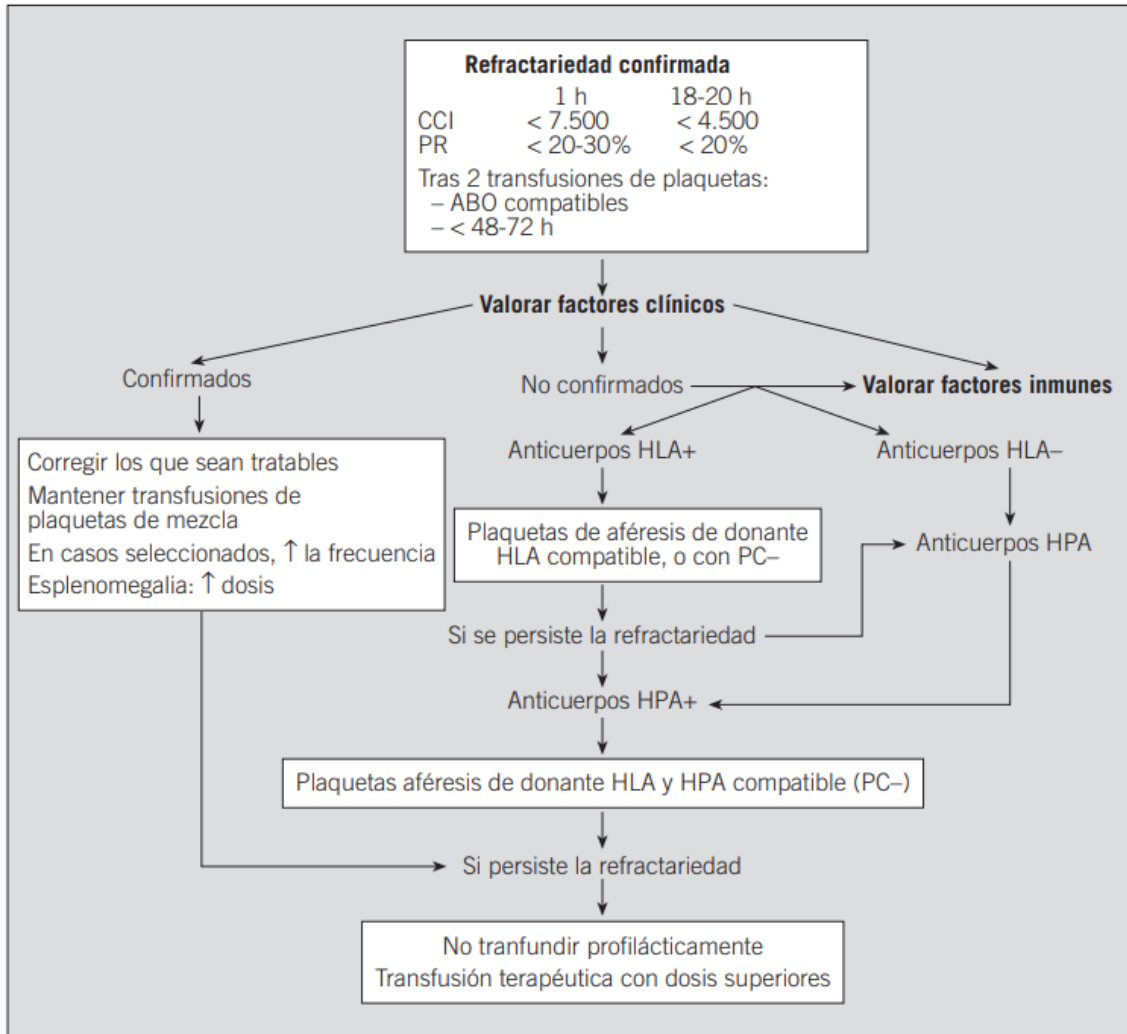 Refractariedad confirmada
1 h 18-20 h
CCI < 7.500 < 4.500
PR < 20-30% < 20%
Tras 2 transfusiones de plaquetas:
– ABO compatibles
– < 48-72 h
Valorar factores clínicos
Confirmados
No confirmados
Valorar factores inmunes
Corregir los que sean tratables
Mantener transfusiones de
plaquetas de mezcla
En casos seleccionados, ↑ la frecuencia
Esplenomegalia: ↑ dosis
Anticuerpos HLA+
Anticuerpos HLA–
Plaquetas de aféresis de donante
HLA compatible, o con PC–
Anticuerpos HPA
Si se persiste la refractariedad
Anticuerpos HPA+
Plaquetas aféresis de donante HLA y HPA compatible (PC–)
Si persiste la refractariedad
No tranfundir profilácticamente
Transfusión terapéutica con dosis superiores